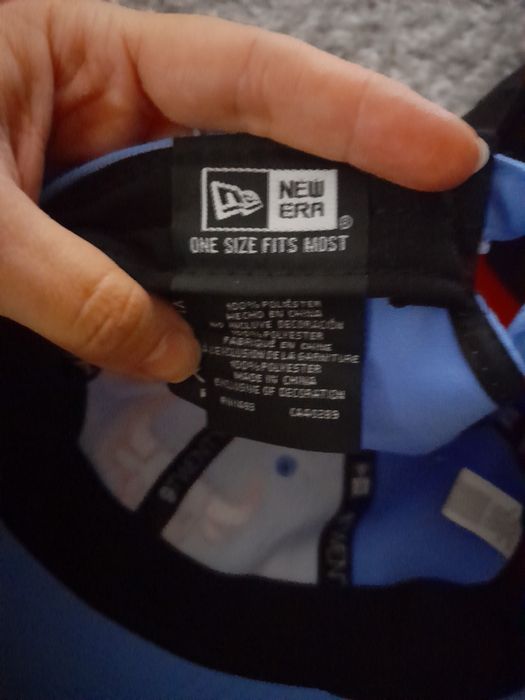 NEW
ERA
®
ONE SIZE FITS MOST
100% POLIÉSTER
HECHO EN CHINA
NO INCLUYE DECORACIÓN
100% POLYESTER
FABRIQUÉ EN CHINE
EXCLUSION DE LA GARNITURE
100% POLYESTER
MADE IN CHINA
EXCLUSIVE OF DECORATION